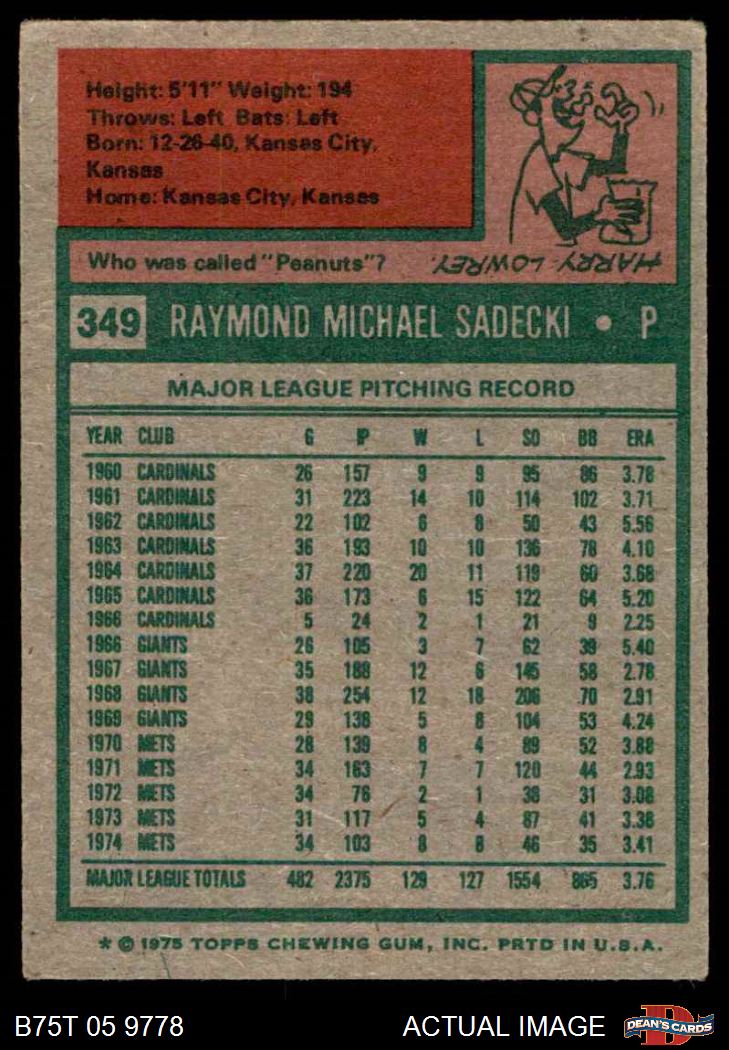 Height: 5'11" Weight: 194
Throws: Left Bats: Left
Born: 12-26-40, Kansas City,
Kansas
Home: Kansas City, Kansas
Who was called "Peanuts"?
HARRY LOWREY.
349 RAYMOND MICHAEL SADECKI • P
MAJOR LEAGUE PITCHING RECORD
YEAR CLUB G IP W L SO BB ERA
1960 CARDINALS 26 157 9 9 95 86 3.78
1961 CARDINALS 31 223 14 10 114 102 3.71
1962 CARDINALS 22 102 6 8 50 43 5.56
1963 CARDINALS 36 193 10 10 136 78 4.10
1964 CARDINALS 37 220 20 11 119 60 3.68
1965 CARDINALS 36 173 6 15 122 64 5.20
1966 CARDINALS 5 24 2 1 21 9 2.25
1966 GIANTS 26 105 3 7 62 39 5.40
1967 GIANTS 35 188 12 6 145 58 2.78
1968 GIANTS 38 254 12 18 206 70 2.91
1969 GIANTS 29 138 5 8 104 53 4.24
1970 METS 28 139 8 4 89 52 3.88
1971 METS 34 163 7 7 120 44 2.93
1972 METS 34 76 2 1 38 31 3.08
1973 METS 31 117 5 4 87 41 3.38
1974 METS 34 103 8 8 46 35 3.41
MAJOR LEAGUE TOTALS 482 2375 129 127 1554 865 3.76
* © 1975 TOPPS CHEWING GUM, INC. PRTD IN U.S.A.
B75T 05 9778 ACTUAL IMAGE DEAN'S CARDS